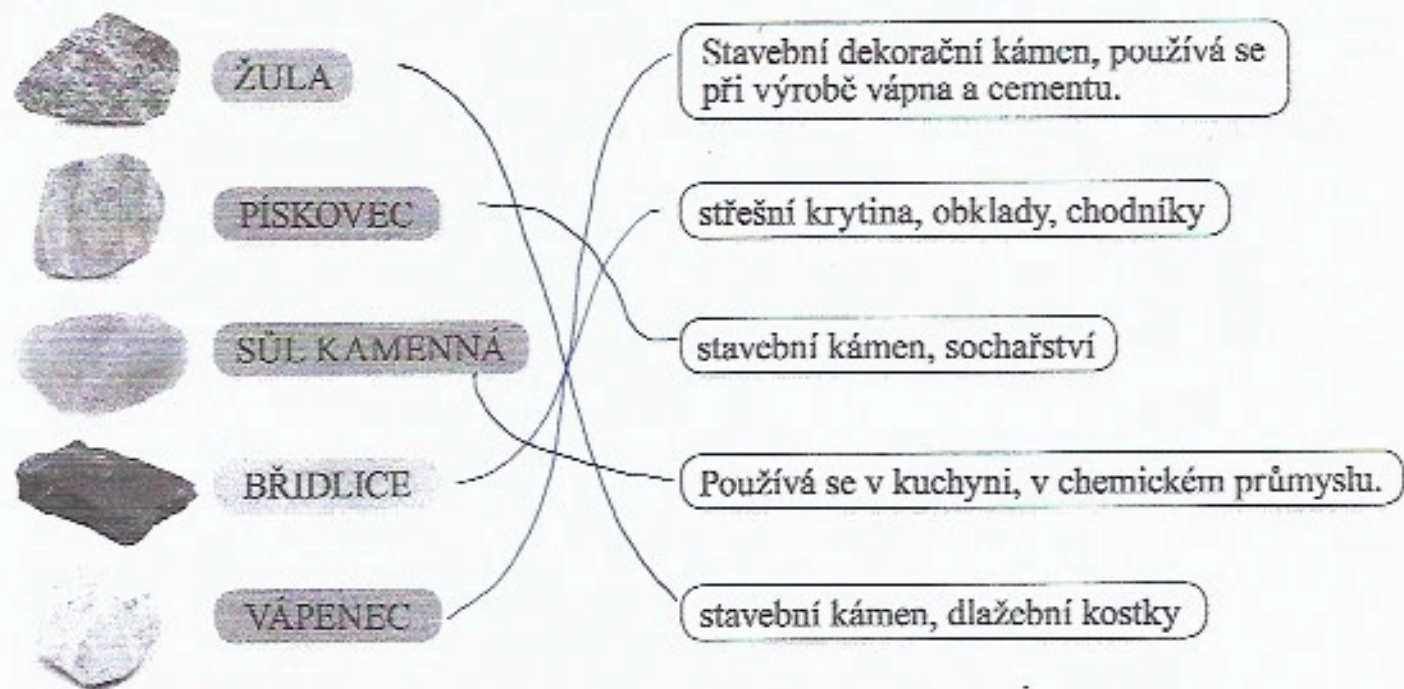 ŽULA
Stavební dekorační kámen, používá se
při výrobě vápna a cementu.
PÍSKOVEC
střešní krytina, obklady, chodníky
SŮL KAMENNÁ
stavební kámen, sochařství
BŘIDLICE
Používá se v kuchyni, v chemickém průmyslu.
VÁPENEC
stavební kámen, dlažební kostky